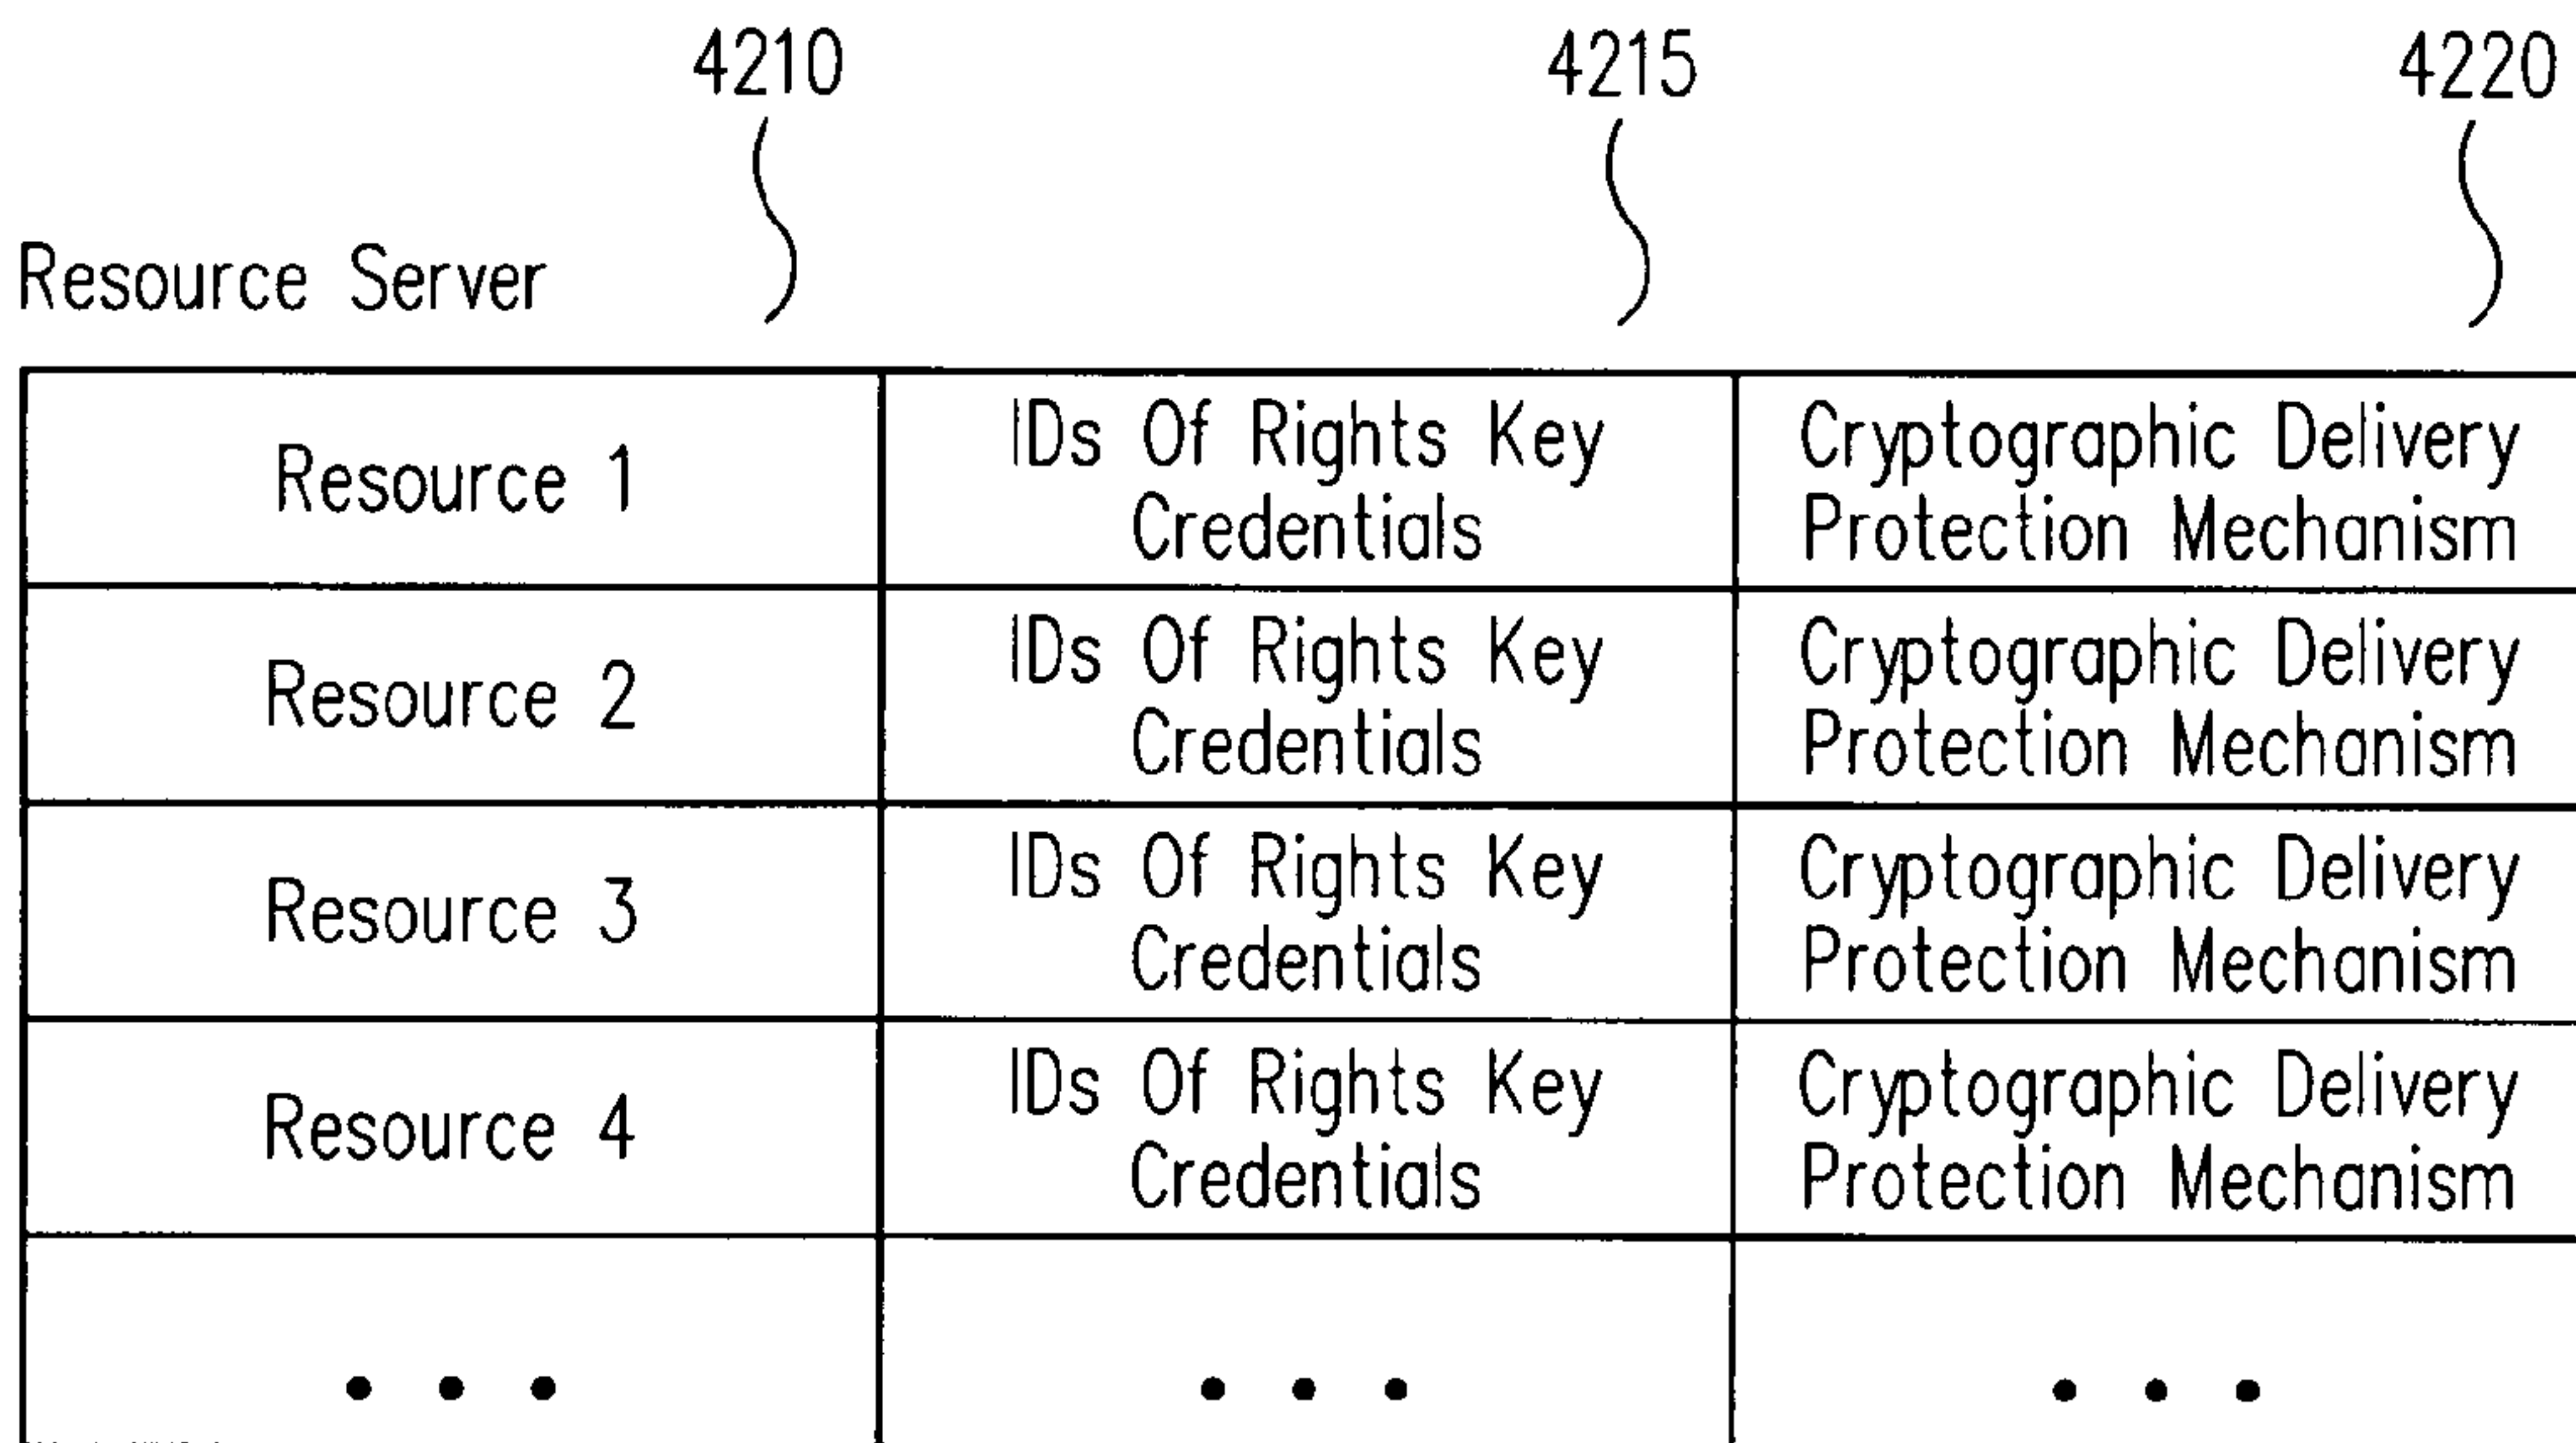 4210 4215 4220
Resource Server
Resource 1
IDs Of Rights Key
Credentials
Cryptographic Delivery
Protection Mechanism
Resource 2
IDs Of Rights Key
Credentials
Cryptographic Delivery
Protection Mechanism
Resource 3
IDs Of Rights Key
Credentials
Cryptographic Delivery
Protection Mechanism
Resource 4
IDs Of Rights Key
Credentials
Cryptographic Delivery
Protection Mechanism
• • •
• • •
• • •